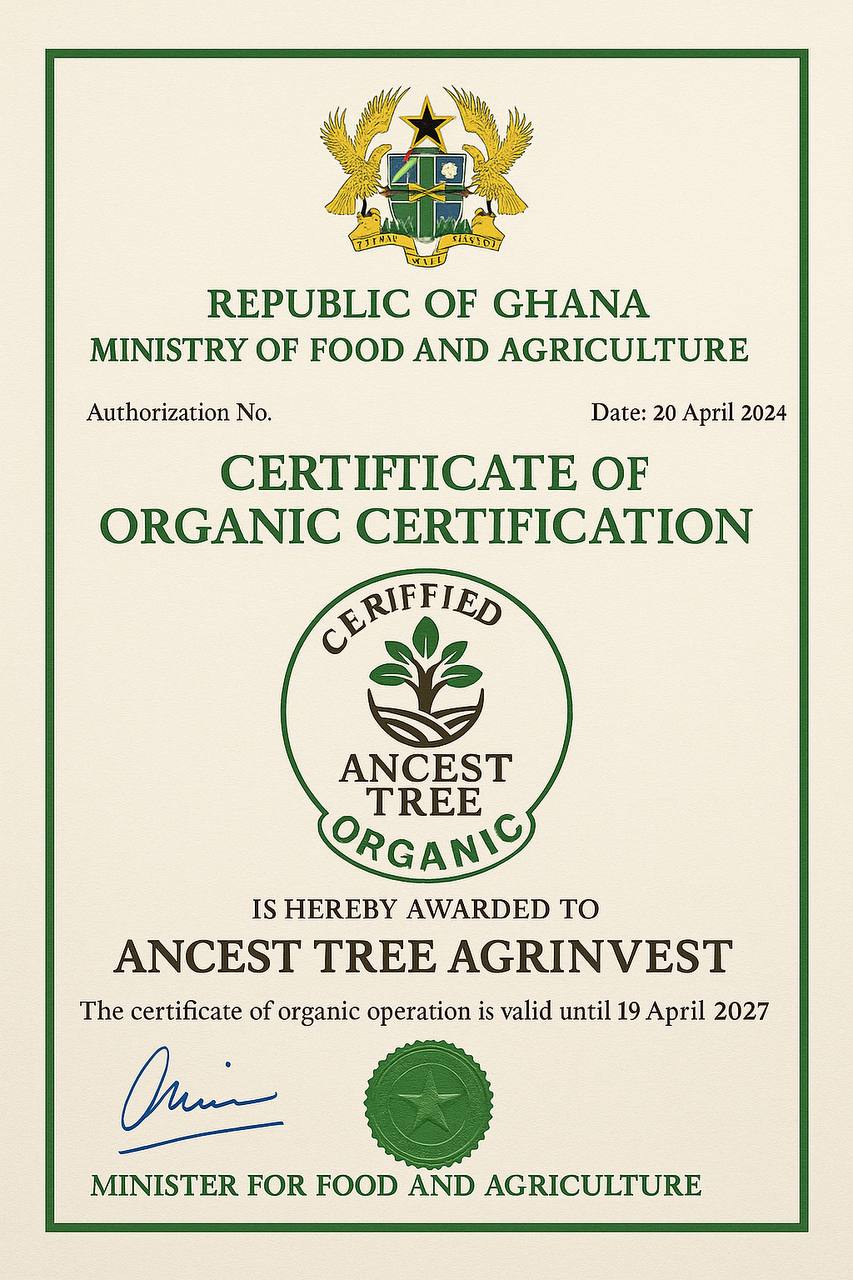 REPUBLIC OF GHANA
MINISTRY OF FOOD AND AGRICULTURE
Authorization No.
Date: 20 April 2024
CERTIFTICATE OF
ORGANIC CERTIFICATION
CERIFFIED
ANCEST
TREE
ORGANIC
IS HEREBY AWARDED TO
ANCEST TREE AGRINVEST
The certificate of organic operation is valid until 19 April 2027
MINISTER FOR FOOD AND AGRICULTURE